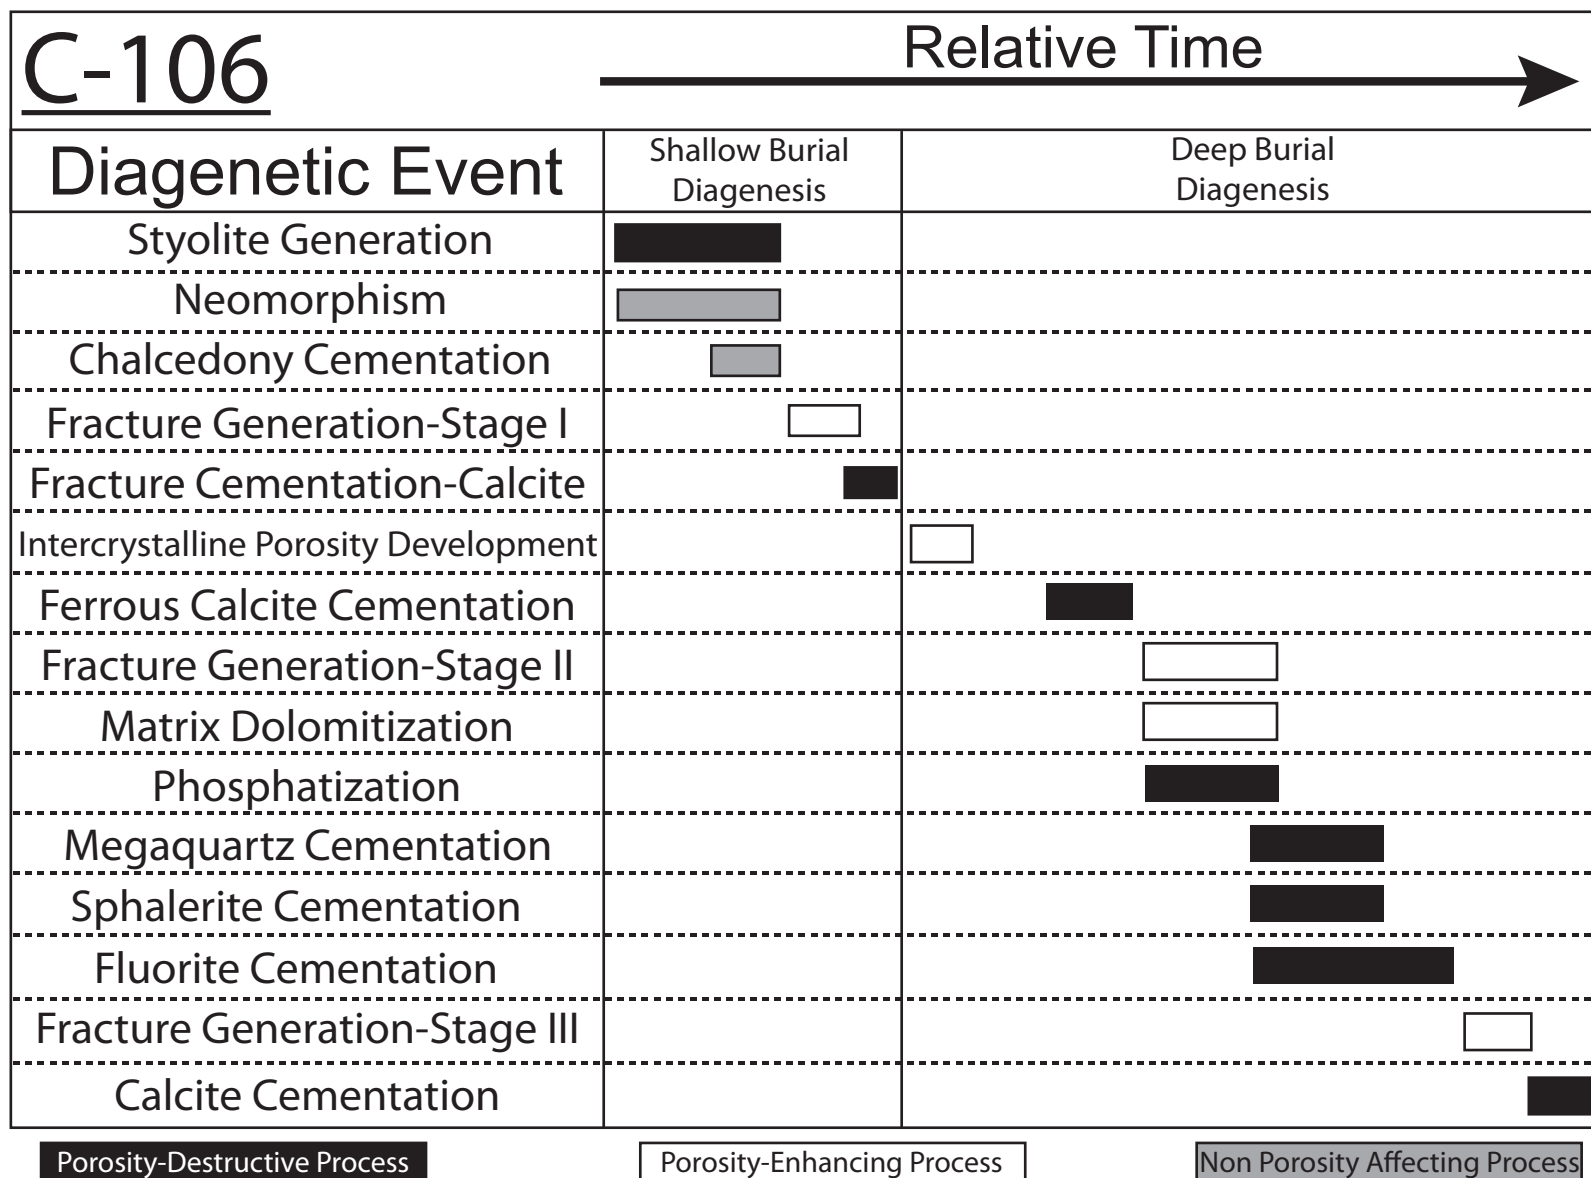 C-106
Relative Time
Diagenetic Event
Shallow Burial
Diagenesis
Deep Burial
Diagenesis
Styolite Generation
Neomorphism
Chalcedony Cementation
Fracture Generation-Stage I
Fracture Cementation-Calcite
Intercrystalline Porosity Development
Ferrous Calcite Cementation
Fracture Generation-Stage II
Matrix Dolomitization
Phosphatization
Megaquartz Cementation
Sphalerite Cementation
Fluorite Cementation
Fracture Generation-Stage III
Calcite Cementation
Porosity-Destructive Process
Porosity-Enhancing Process
Non Porosity Affecting Process